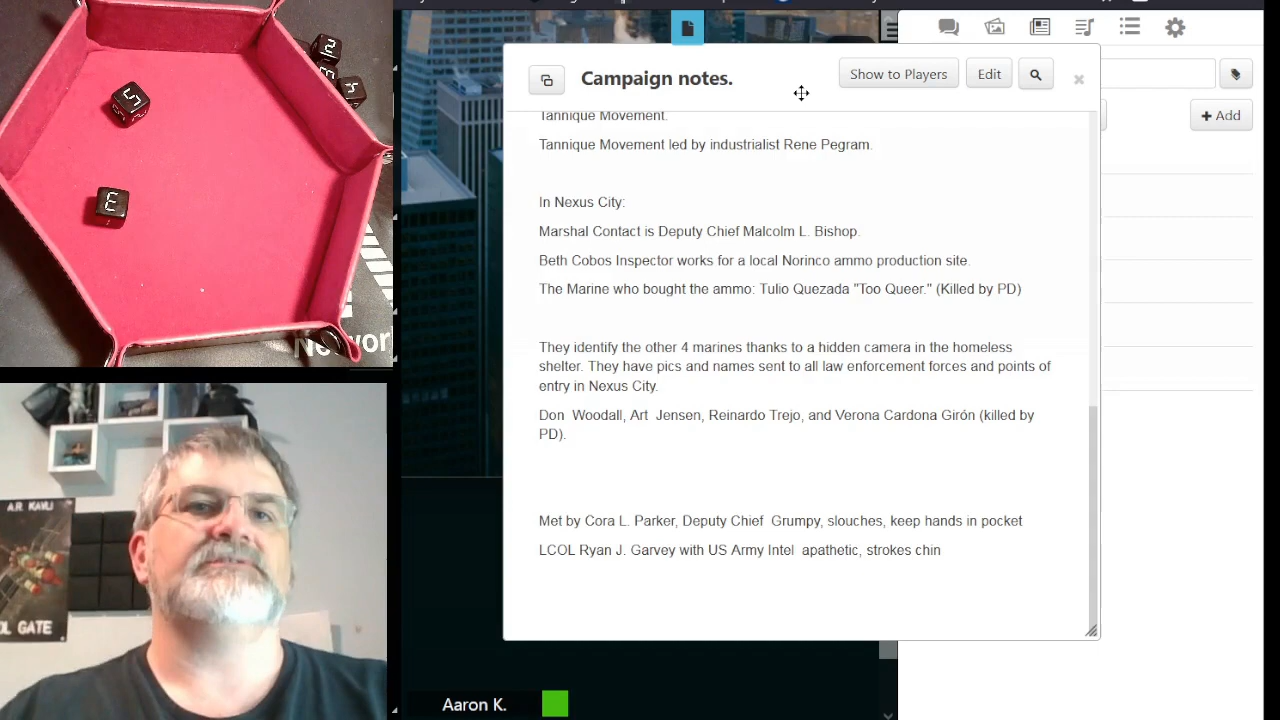 Campaign notes.
Show to Players
Edit
Add
Tannique Movement.
Tannique Movement led by industrialist Rene Pegram.
In Nexus City:
Marshal Contact is Deputy Chief Malcolm L. Bishop.
Beth Cobos Inspector works for a local Norinco ammo production site.
The Marine who bought the ammo: Tulio Quezada "Too Queer." (Killed by PD)
They identify the other 4 marines thanks to a hidden camera in the homeless
shelter. They have pics and names sent to all law enforcement forces and points of
entry in Nexus City.
Don Woodall, Art Jensen, Reinardo Trejo, and Verona Cardona Girón (killed by
PD).
Met by Cora L. Parker, Deputy Chief Grumpy, slouches, keep hands in pocket
LCOL Ryan J. Garvey with US Army Intel apathetic, strokes chin
5
3
A.R. KAVLI
OL GATE
Aaron K.